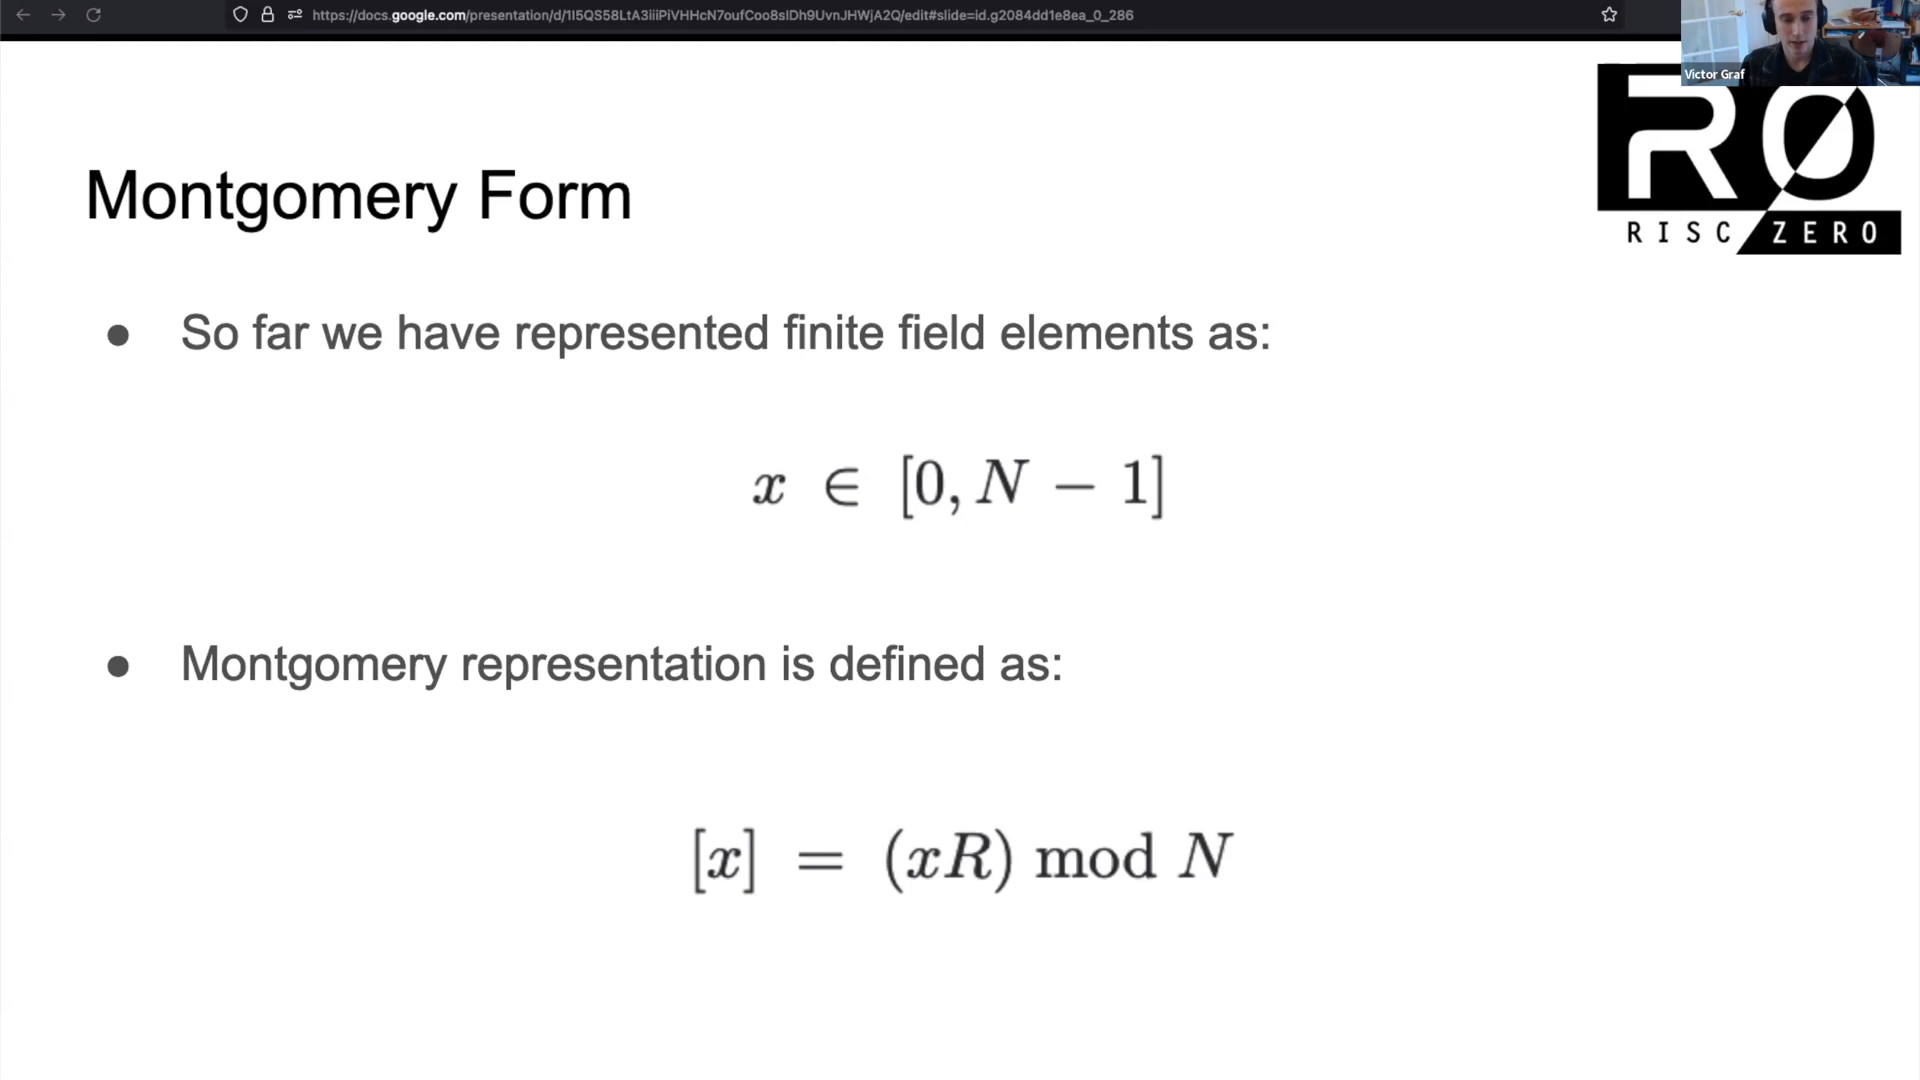 https://docs.google.com/presentation/d/1I5QS58LtA3iiiPiVHHcN7oufCoo8slDh9UvnJHWjA2Q/edit#slide=id.g2084dd1e8ea_0_286
Victor Graf
R0
RISC ZERO
Montgomery Form
● So far we have represented finite field elements as:
x ∈ [0, N − 1]
● Montgomery representation is defined as:
[x] = (xR) mod N